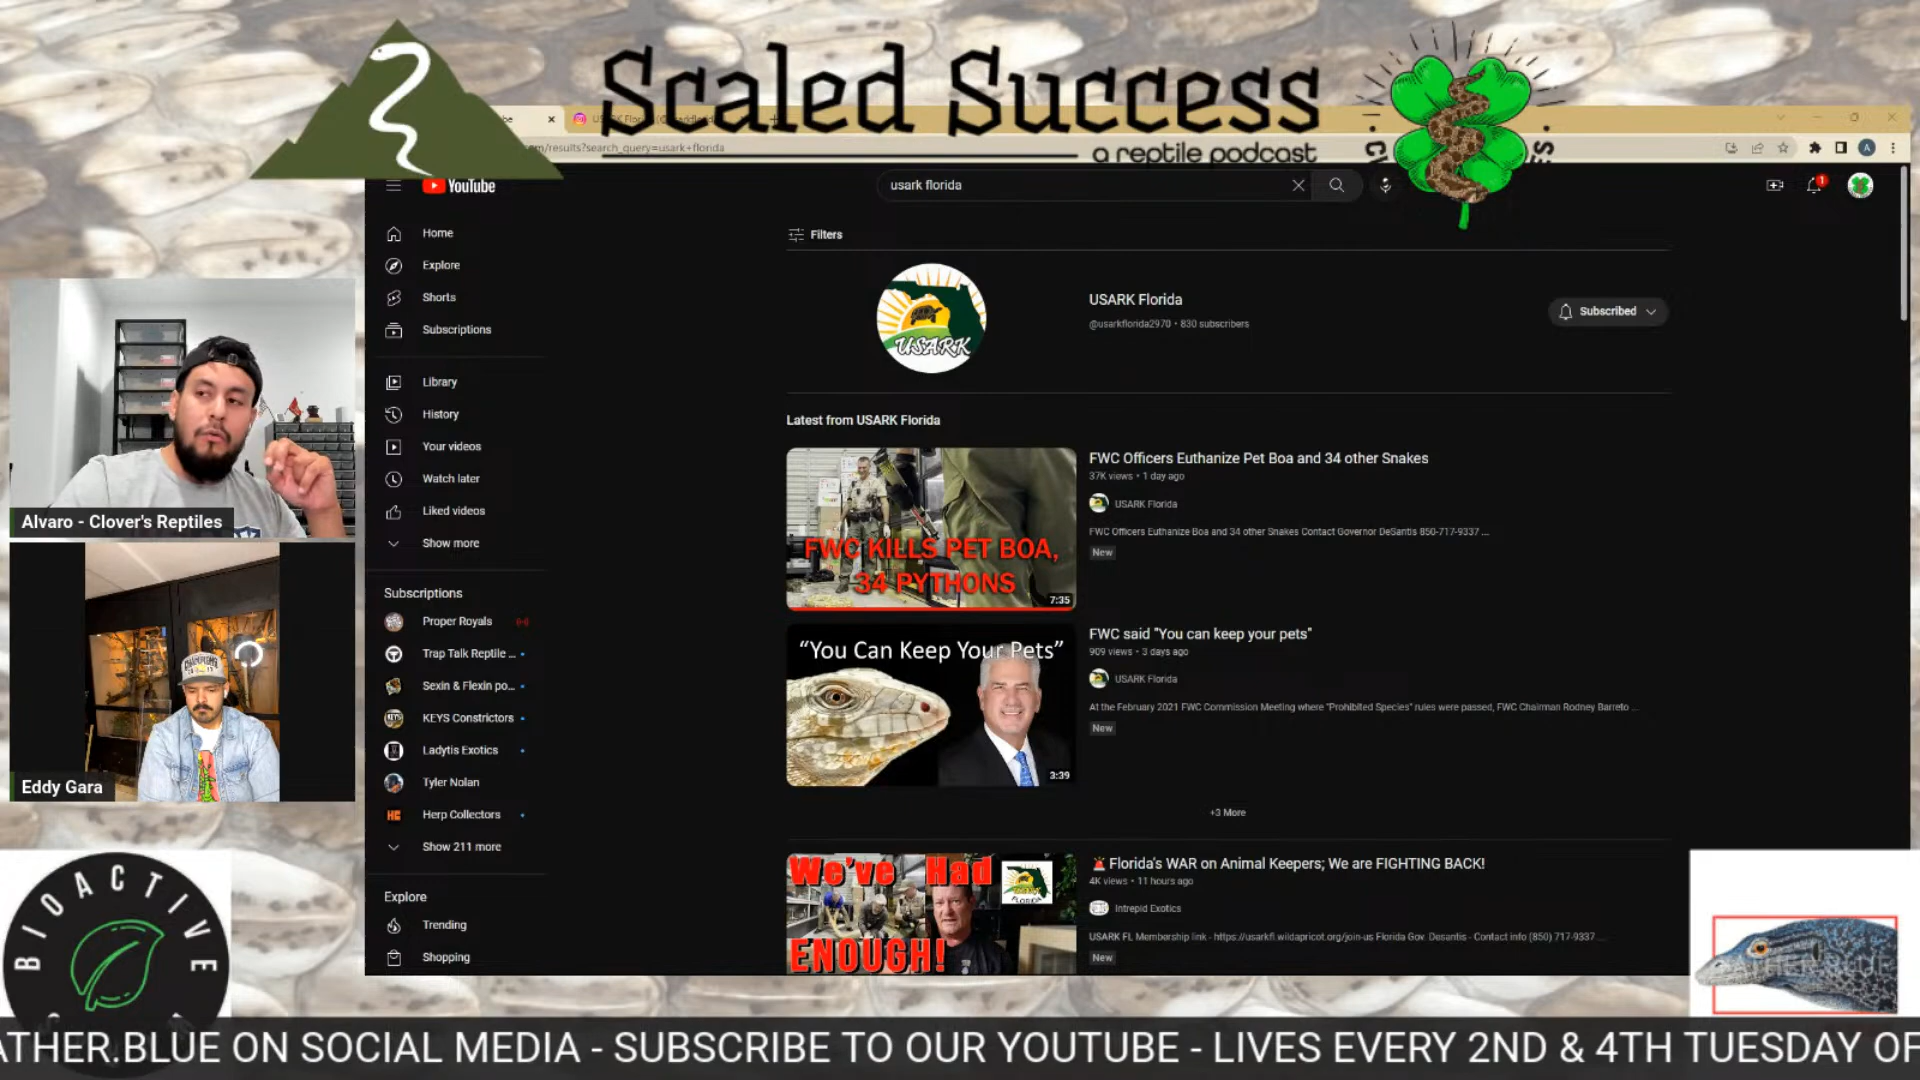 Scaled Success
a reptile podcast
m/results?search_query=usark+florida
YouTube
usark florida
1
A
Home
Explore
Shorts
Subscriptions
Library
History
Your videos
Watch later
Liked videos
Show more
Subscriptions
Proper Royals
Trap Talk Reptile ...
Sexin & Flexin po...
KEYS Constrictors
Ladytis Exotics
Tyler Nolan
HC Herp Collectors
Show 211 more
Explore
Trending
Shopping
Filters
USARK
USARK Florida
@usarkflorida2970 • 830 subscribers
Subscribed
Latest from USARK Florida
FWC KILLS PET BOA,
34 PYTHONS
7:35
FWC Officers Euthanize Pet Boa and 34 other Snakes
37K views • 1 day ago
USARK Florida
FWC Officers Euthanize Boa and 34 other Snakes Contact Governor DeSantis 850-717-9337 ...
New
“You Can Keep Your Pets”
3:39
FWC said "You can keep your pets"
909 views • 3 days ago
USARK Florida
At the February 2021 FWC Commission Meeting where "Prohibited Species" rules were passed, FWC Chairman Rodney Barreto ...
New
+3 More
We've Had
ENOUGH!
Florida's WAR on Animal Keepers; We are FIGHTING BACK!
4K views • 11 hours ago
Intrepid Exotics
USARK FL Membership link - https://usarkfl.wildapricot.org/join-us Florida Gov. Desantis - Contact info (850) 717-9337 ...
New
Alvaro - Clover's Reptiles
Eddy Gara
BIOACTIVE
ATHER.BLUE ON SOCIAL MEDIA - SUBSCRIBE TO OUR YOUTUBE - LIVES EVERY 2ND & 4TH TUESDAY OF